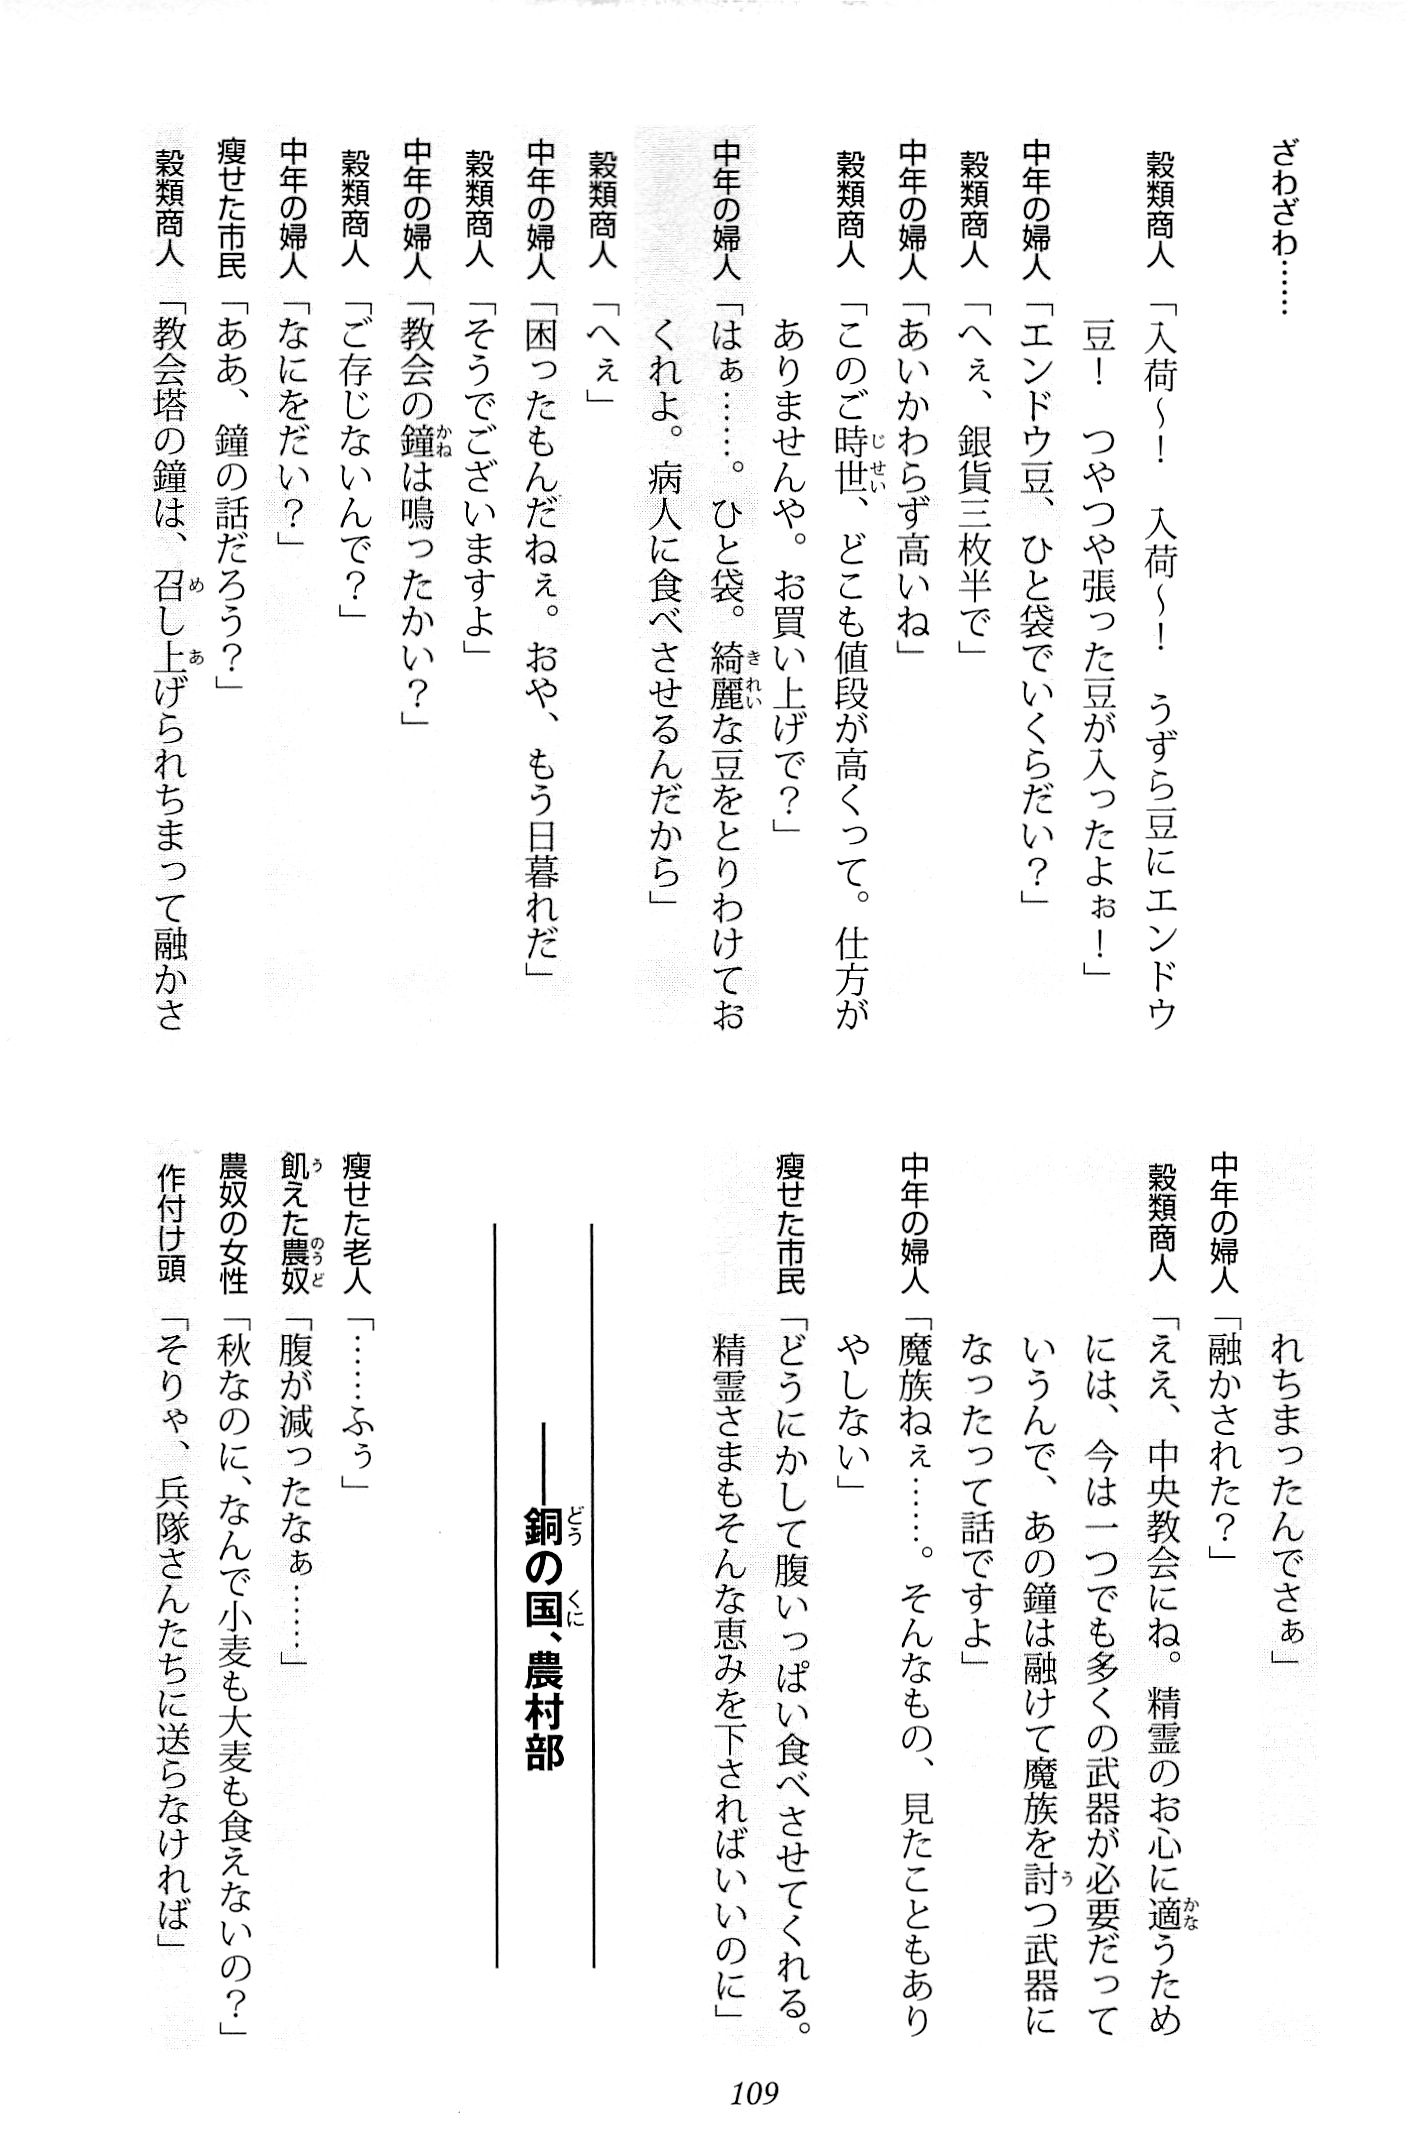 ざわざわ……
穀類商人「入荷～！　入荷～！　うずら豆にエンドウ
豆！　つやつや張った豆が入ったよぉ！」
中年の婦人「エンドウ豆、ひと袋でいくらだい？」
穀類商人「へぇ、銀貨三枚半で」
中年の婦人「あいかわらず高いね」
穀類商人「このご時世、どこも値段が高くって。仕方が
ありませんや。お買い上げで？」
中年の婦人「はぁ……。ひと袋。綺麗な豆をとりわけてお
くれよ。病人に食べさせるんだから」
穀類商人「へぇ」
中年の婦人「困ったもんだねぇ。おや、もう日暮れだ」
穀類商人「そうでございますよ」
中年の婦人「教会の鐘は鳴ったかい？」
穀類商人「ご存じないんで？」
中年の婦人「なにをだい？」
痩せた市民「ああ、鐘の話だろう？」
穀類商人「教会塔の鐘は、召し上げられちまって融かさ
れちまったんでさぁ」
中年の婦人「融かされた？」
穀類商人「ええ、中央教会にね。精霊のお心に適うため
には、今は一つでも多くの武器が必要だって
いうんで、あの鐘は融けて魔族を討つ武器に
なったって話ですよ」
中年の婦人「魔族ねぇ……。そんなもの、見たこともあり
やしない」
痩せた市民「どうにかして腹いっぱい食べさせてくれる。
精霊さまもそんな恵みを下さればいいのに」
――銅の国、農村部
痩せた老人「……ふぅ」
飢えた農奴「腹が減ったなぁ……」
農奴の女性「秋なのに、なんで小麦も大麦も食えないの？」
作付け頭「そりゃ、兵隊さんたちに送らなければ」
109